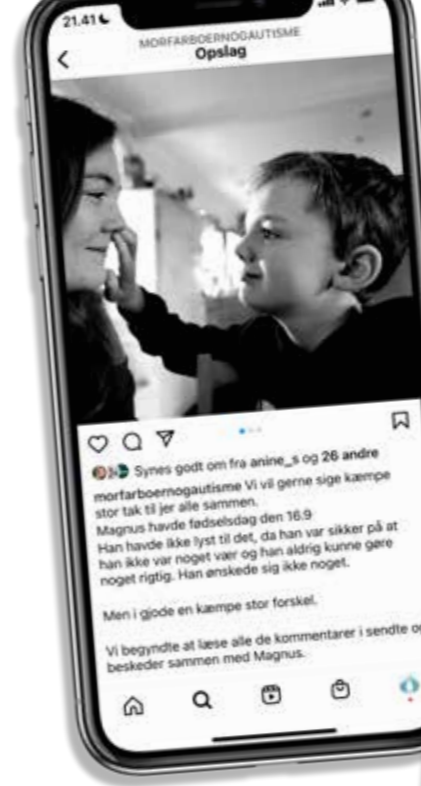 21.41
MORFARBOERNOGAUTISME
Opslag
Synes godt om fra anine_s og 26 andre
morfarboernogautisme Vi vil gerne sige kæmpe
stor tak til jer alle sammen.
Magnus havde fødselsdag den 16.9
Han havde ikke lyst til det, da han var sikker på at
han ikke var noget vær og han aldrig kunne gøre
noget rigtig. Han ønskede sig ikke noget.
Men i gjode en kæmpe stor forskel.
Vi begyndte at læse alle de kommentarer i sendte og
beskeder sammen med Magnus.